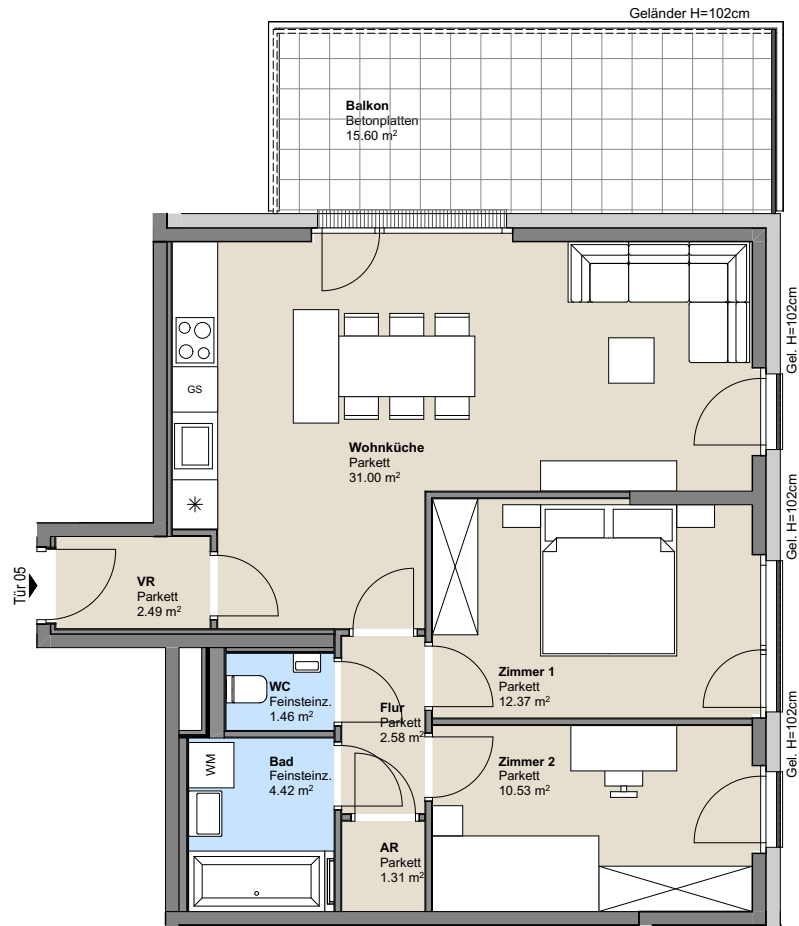 Geländer H=102cm
Balkon
Betonplatten
15.60 m²
Gel. H=102cm
GS
Wohnküche
Parkett
31.00 m²
Gel. H=102cm
Tür 05
VR
Parkett
2.49 m²
Zimmer 1
Parkett
12.37 m²
WC
Feinsteinz.
1.46 m²
Flur
Parkett
2.58 m²
Gel. H=102cm
WM
Bad
Feinsteinz.
4.42 m²
Zimmer 2
Parkett
10.53 m²
AR
Parkett
1.31 m²